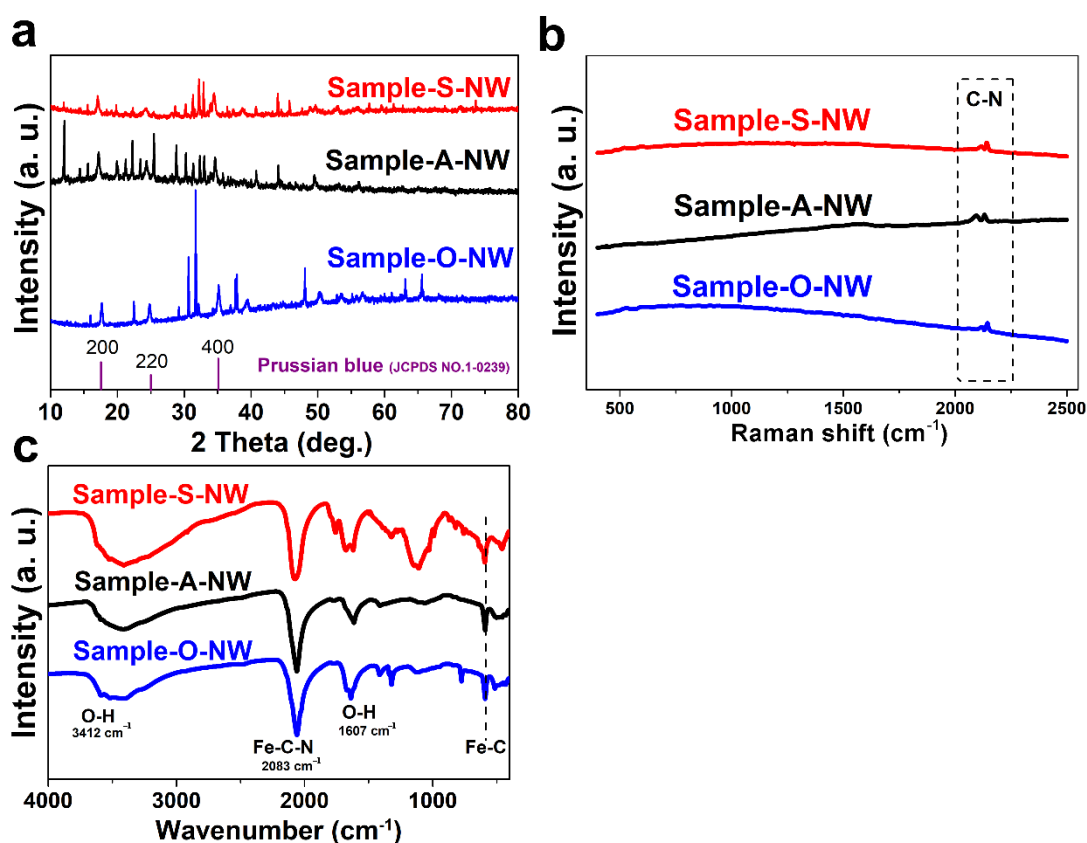 a
Intensity (a. u.)
Sample-S-NW
Sample-A-NW
Sample-O-NW
200
220
400
Prussian blue (JCPDS NO.1-0239)
10 20 30 40 50 60 70 80
2 Theta (deg.)
b
Intensity (a. u.)
C-N
Sample-S-NW
Sample-A-NW
Sample-O-NW
500 1000 1500 2000 2500
Raman shift (cm⁻¹)
c
Intensity (a. u.)
Sample-S-NW
Sample-A-NW
Sample-O-NW
O-H
3412 cm⁻¹
Fe-C-N
2083 cm⁻¹
O-H
1607 cm⁻¹
Fe-C
4000 3000 2000 1000
Wavenumber (cm⁻¹)